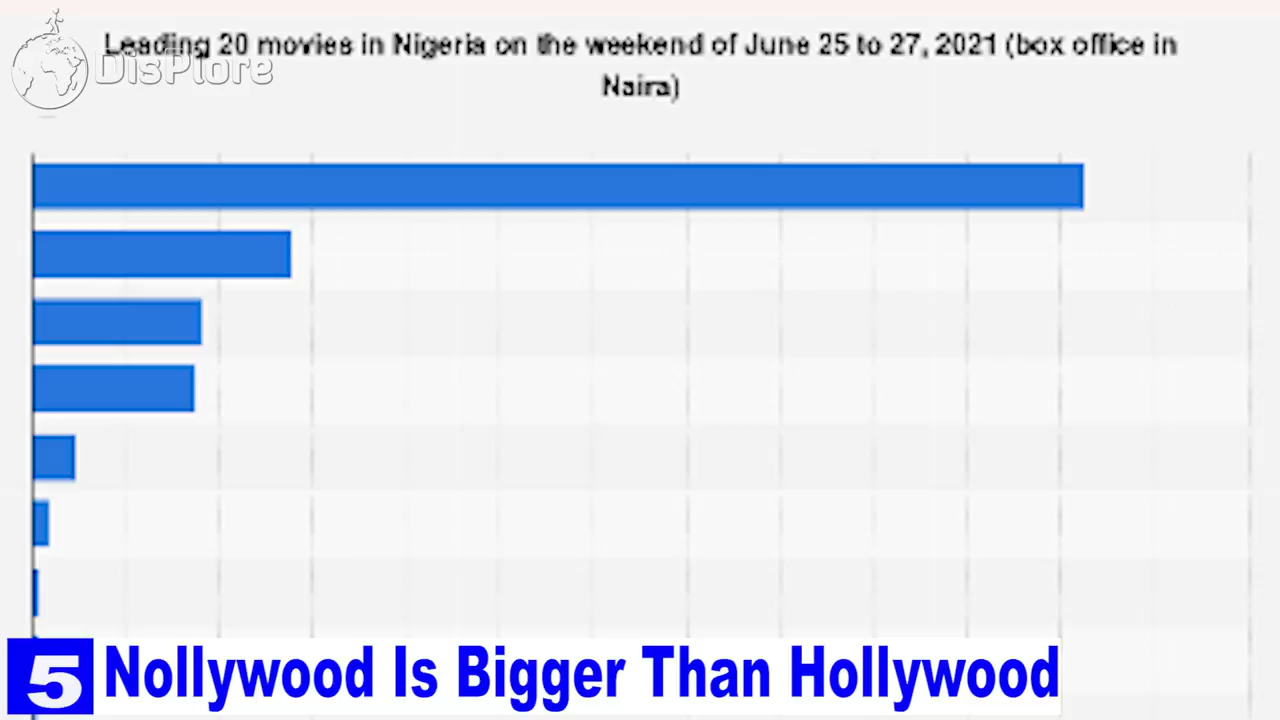 Leading 20 movies in Nigeria on the weekend of June 25 to 27, 2021 (box office in
Naira)
DisPlore
5 Nollywood Is Bigger Than Hollywood